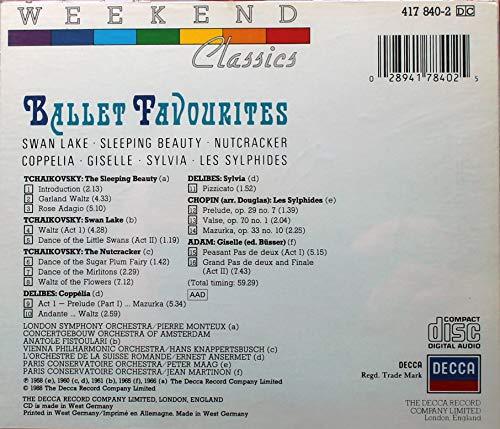 WEEKEND
Classics
417 840-2 DC
0 28941 78402 5
BALLET FAVOURITES
SWAN LAKE · SLEEPING BEAUTY · NUTCRACKER
COPPELIA · GISELLE · SYLVIA · LES SYLPHIDES
TCHAIKOVSKY: The Sleeping Beauty (a)
1 Introduction (2.13)
2 Garland Waltz (4.33)
3 Rose Adagio (5.10)
TCHAIKOVSKY: Swan Lake (b)
4 Waltz (Act 1) (4.28)
5 Dance of the Little Swans (Act II) (1.19)
TCHAIKOVSKY: The Nutcracker (c)
6 Dance of the Sugar Plum Fairy (1.42)
7 Dance of the Mirlitons (2.29)
8 Waltz of the Flowers (7.12)
DELIBES: Coppélia (d)
9 Act 1 – Prelude (Part I) ... Mazurka (5.34)
10 Andante ... Waltz (2.59)
DELIBES: Sylvia (d)
11 Pizzicato (1.52)
CHOPIN (arr. Douglas): Les Sylphides (e)
12 Prelude, op. 29 no. 7 (1.39)
13 Valse, op. 70 no. 1 (2.04)
14 Mazurka, op. 33 no. 10 (2.25)
ADAM: Giselle (ed. Büsser) (f)
15 Peasant Pas de deux (Act I) (5.15)
16 Grand Pas de deux and Finale
(Act II) (7.43)
(Total timing: 59.29)
AAD
LONDON SYMPHONY ORCHESTRA/PIERRE MONTEUX (a)
CONCERTGEBOUW ORCHESTRA OF AMSTERDAM
ANATOLE FISTOULARI (b)
VIENNA PHILHARMONIC ORCHESTRA/HANS KNAPPERTSBUSCH (c)
L'ORCHESTRE DE LA SUISSE ROMANDE/ERNEST ANSERMET (d)
PARIS CONSERVATOIRE ORCHESTRA/PETER MAAG (e)
PARIS CONSERVATOIRE ORCHESTRA/JEAN MARTINON (f)
℗ 1958 (e), 1960 (c, d), 1961 (b), 1965 (f), 1966 (a) The Decca Record Company Limited
© 1988 The Decca Record Company Limited
THE DECCA RECORD COMPANY LIMITED, LONDON, ENGLAND
CD is made in West Germany
Printed in West Germany/Imprimé en Allemagne. Made in West Germany.
COMPACT
disc
DIGITAL AUDIO
DECCA
Regd. Trade Mark
DECCA
THE DECCA RECORD
COMPANY LIMITED
London, England